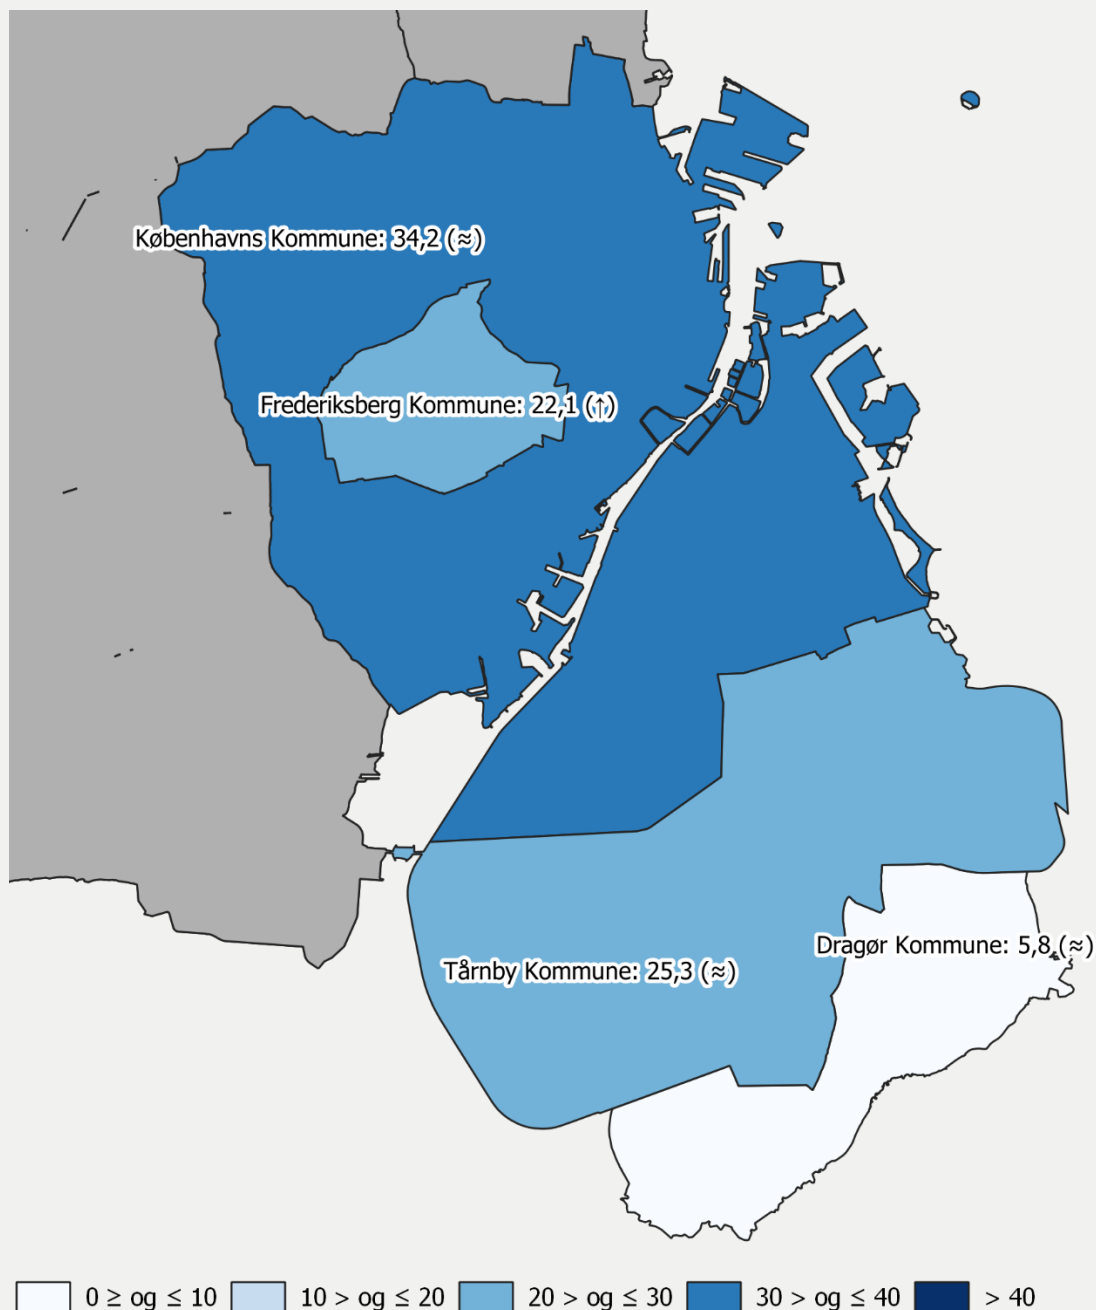 Københavns Kommune: 34,2 (≈)
Frederiksberg Kommune: 22,1 (↑)
Dragør Kommune: 5,8 (≈)
Tårnby Kommune: 25,3 (≈)
0 ≥ og ≤ 10 10 > og ≤ 20 20 > og ≤ 30 30 > og ≤ 40 > 40